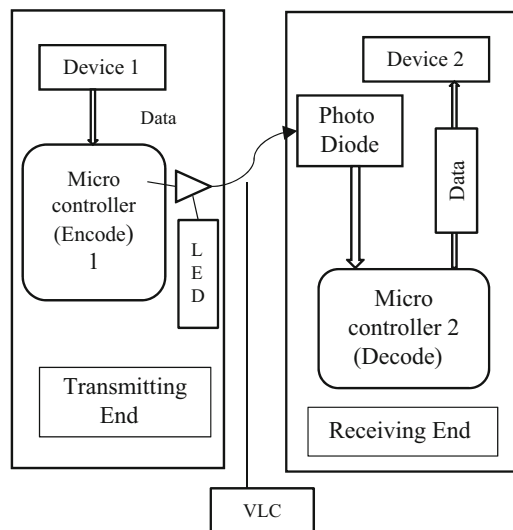 Device 1
Data
Micro
controller
(Encode)
1
L
E
D
Transmitting
End
Device 2
Photo
Diode
Data
Micro
controller 2
(Decode)
Receiving End
VLC